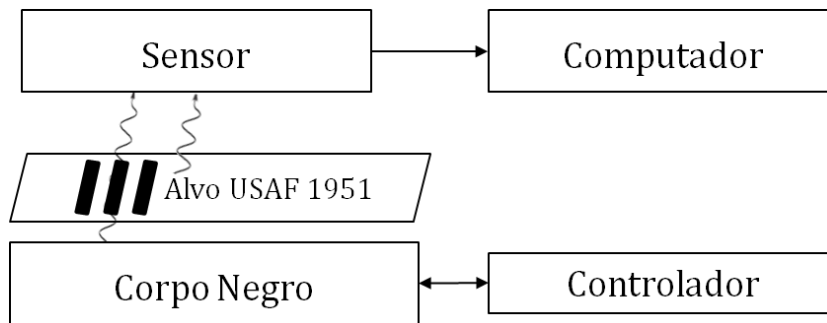 Sensor
Computador
Alvo USAF 1951
Corpo Negro
Controlador